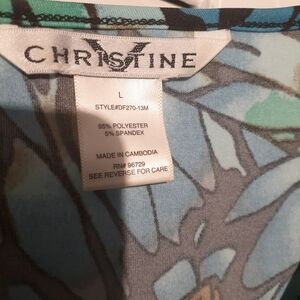 CHRISTINE
V
L
STYLE#DF270-13M
95% POLYESTER
5% SPANDEX
MADE IN CAMBODIA
RN# 96729
SEE REVERSE FOR CARE